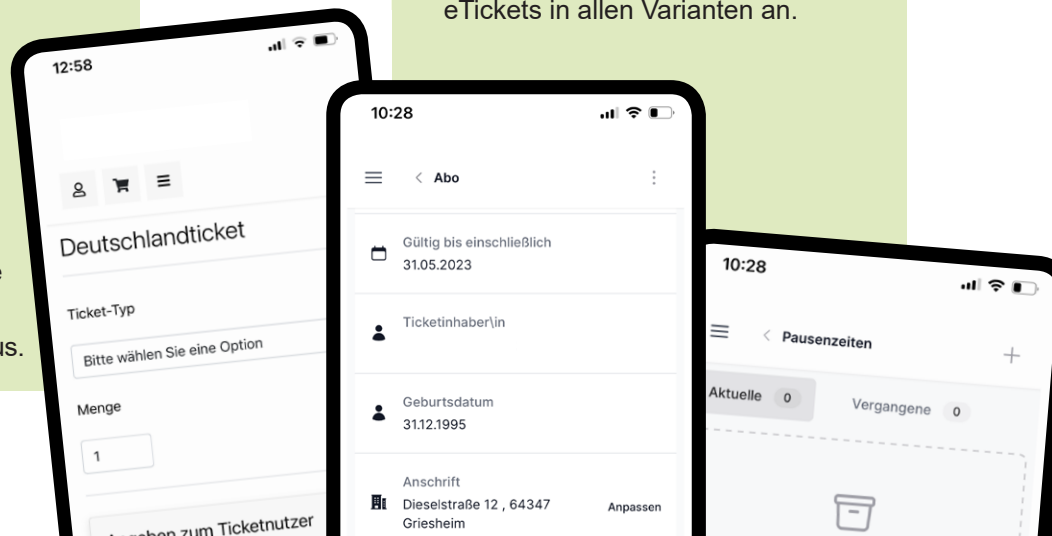 eTickets in allen Varianten an.
us.
12:58
Deutschlandticket
Ticket-Typ
Bitte wählen Sie eine Option
Menge
1
zum Ticketnutzer
10:28
Abo
Gültig bis einschließlich
31.05.2023
Ticketinhaber\in
Geburtsdatum
31.12.1995
Anschrift
Dieselstraße 12 , 64347
Griesheim
Anpassen
10:28
Pausenzeiten
Aktuelle 0
Vergangene 0